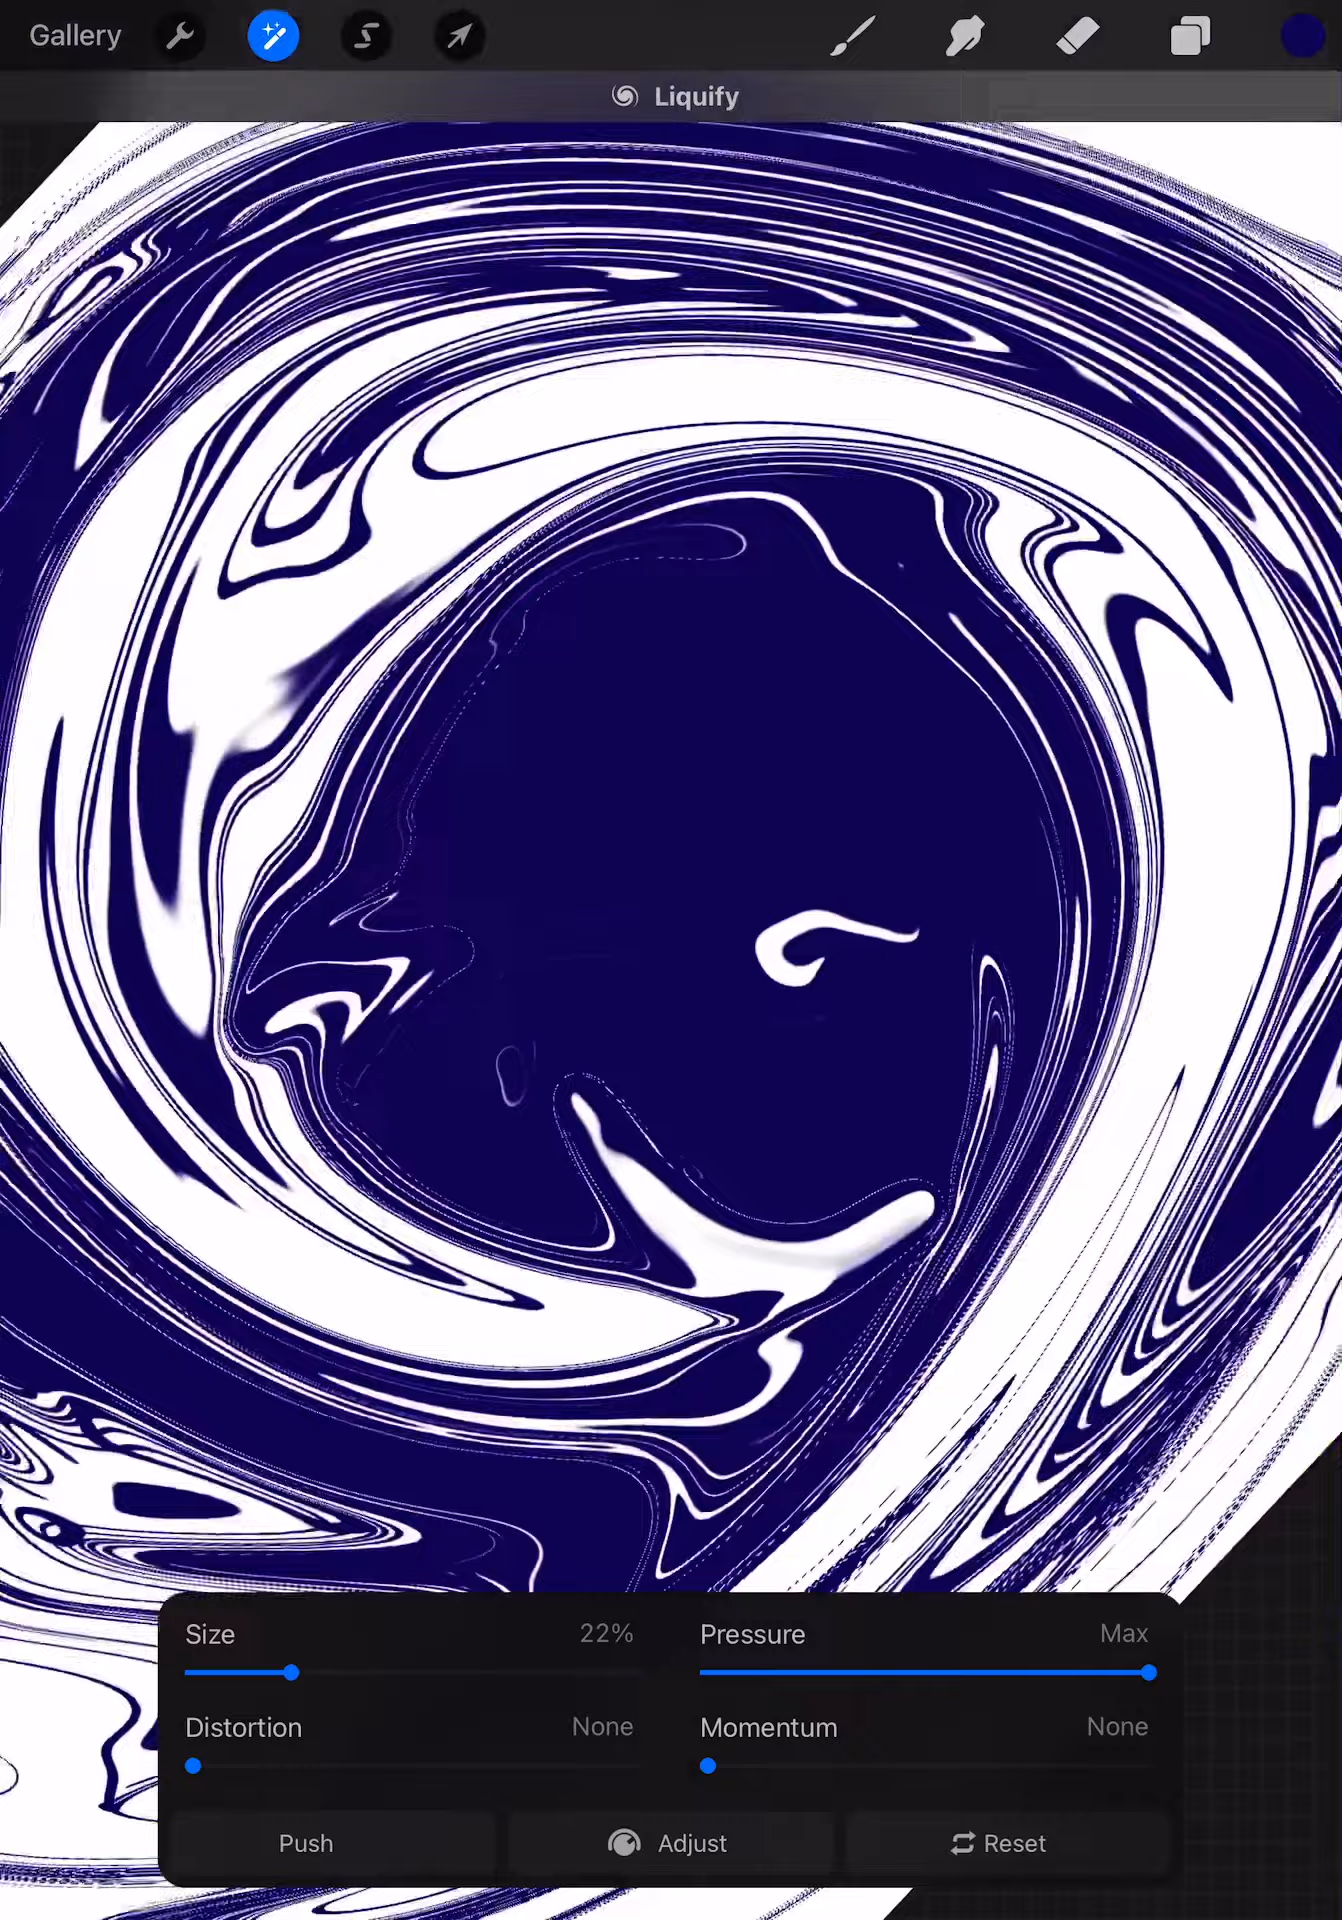 Gallery
Liquify
Size 22% Pressure Max
Distortion None Momentum None
Push Adjust Reset